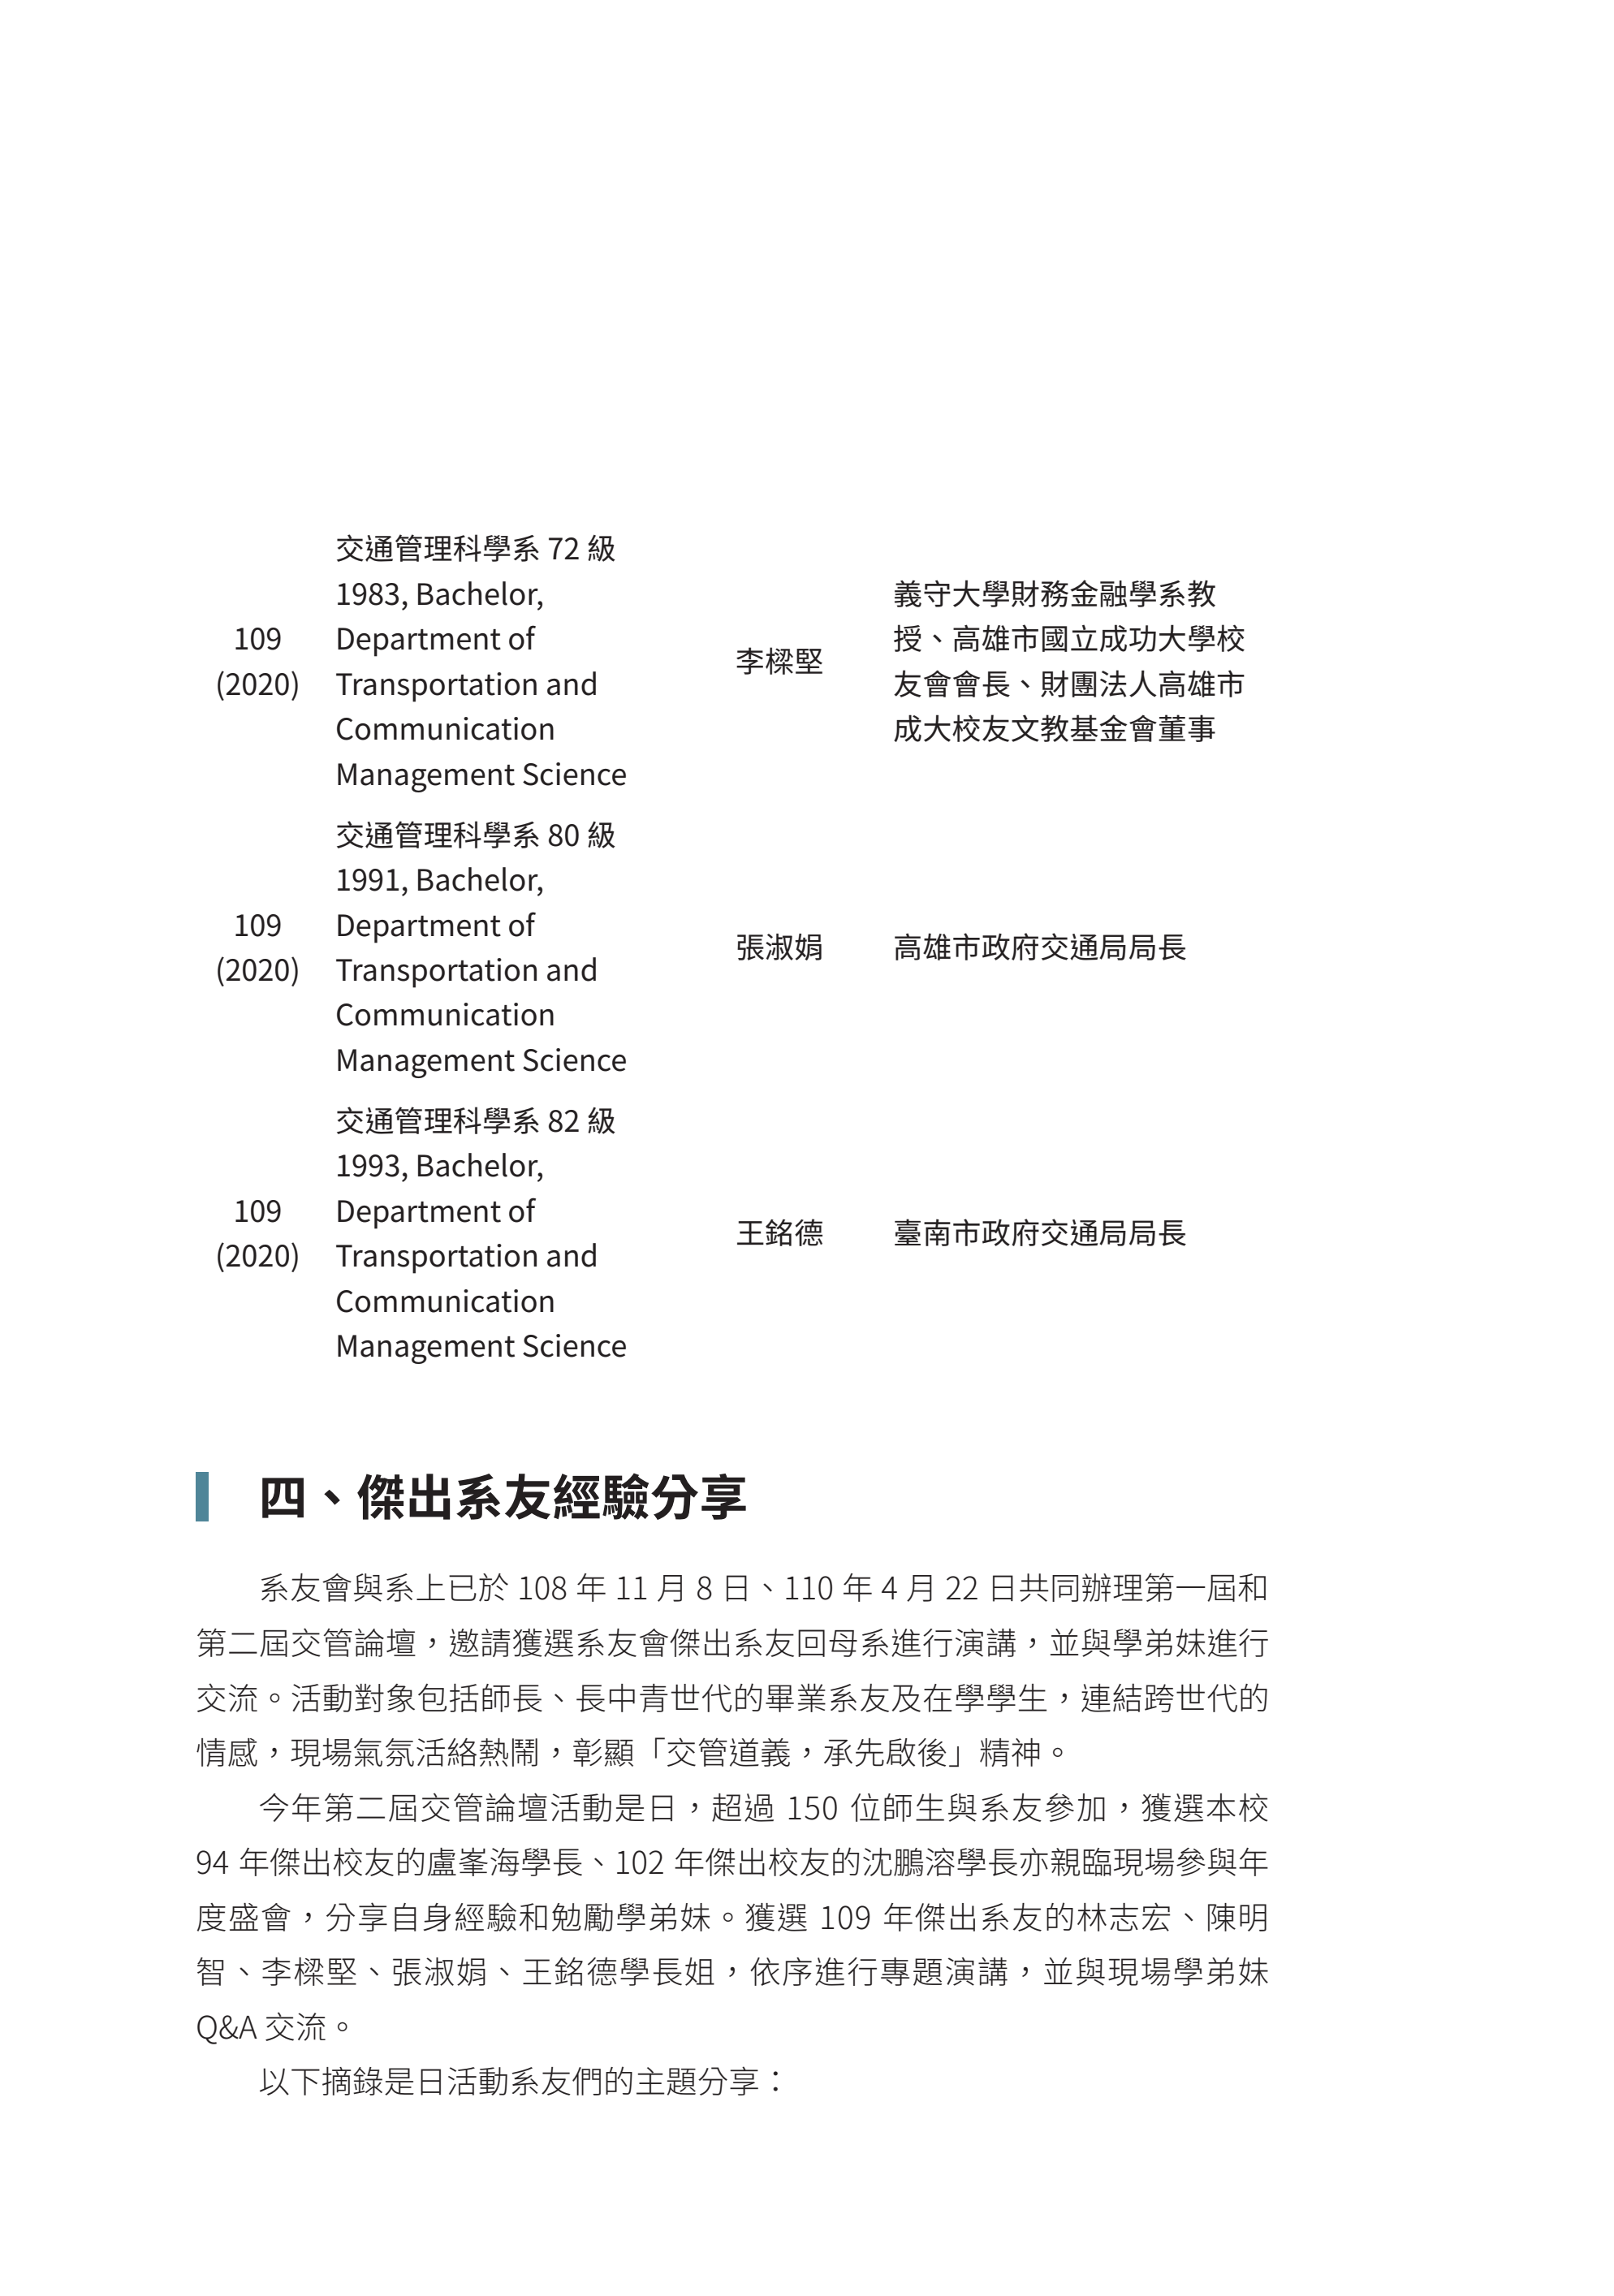 交通管理科學系 72 級
1983, Bachelor,
109
(2020)
Department of
Transportation and
Communication
Management Science
李樑堅
義守大學財務金融學系教
授、高雄市國立成功大學校
友會會長、財團法人高雄市
成大校友文教基金會董事
交通管理科學系 80 級
1991, Bachelor,
109
(2020)
Department of
Transportation and
Communication
Management Science
張淑娟
高雄市政府交通局局長
交通管理科學系 82 級
1993, Bachelor,
109
(2020)
Department of
Transportation and
Communication
Management Science
王銘德
臺南市政府交通局局長
四、傑出系友經驗分享
系友會與系上已於 108 年 11 月 8 日、110 年 4 月 22 日共同辦理第一屆和
第二屆交管論壇，邀請獲選系友會傑出系友回母系進行演講，並與學弟妹進行
交流。活動對象包括師長、長中青世代的畢業系友及在學學生，連結跨世代的
情感，現場氣氛活絡熱鬧，彰顯「交管道義，承先啟後」精神。
今年第二屆交管論壇活動是日，超過 150 位師生與系友參加，獲選本校
94 年傑出校友的盧峯海學長、102 年傑出校友的沈鵬溶學長亦親臨現場參與年
度盛會，分享自身經驗和勉勵學弟妹。獲選 109 年傑出系友的林志宏、陳明
智、李樑堅、張淑娟、王銘德學長姐，依序進行專題演講，並與現場學弟妹
Q&A 交流。
以下摘錄是日活動系友們的主題分享：